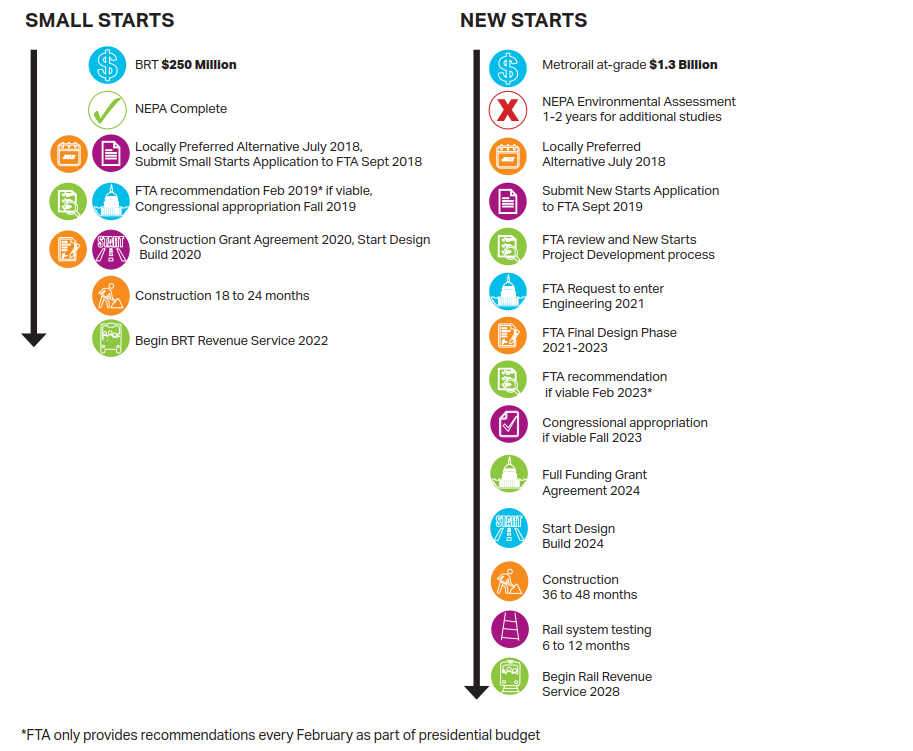 SMALL STARTS
BRT $250 Million
NEPA Complete
JULY
Locally Preferred Alternative July 2018,
Submit Small Starts Application to FTA Sept 2018
FTA recommendation Feb 2019* if viable,
Congressional appropriation Fall 2019
START
Construction Grant Agreement 2020, Start Design
Build 2020
Construction 18 to 24 months
Begin BRT Revenue Service 2022
NEW STARTS
Metrorail at-grade $1.3 Billion
NEPA Environmental Assessment
1-2 years for additional studies
JULY
Locally Preferred
Alternative July 2018
Submit New Starts Application
to FTA Sept 2019
FTA review and New Starts
Project Development process
FTA Request to enter
Engineering 2021
FTA Final Design Phase
2021-2023
FTA recommendation
if viable Feb 2023*
Congressional appropriation
if viable Fall 2023
Full Funding Grant
Agreement 2024
START
Start Design
Build 2024
Construction
36 to 48 months
Rail system testing
6 to 12 months
Begin Rail Revenue
Service 2028
*FTA only provides recommendations every February as part of presidential budget